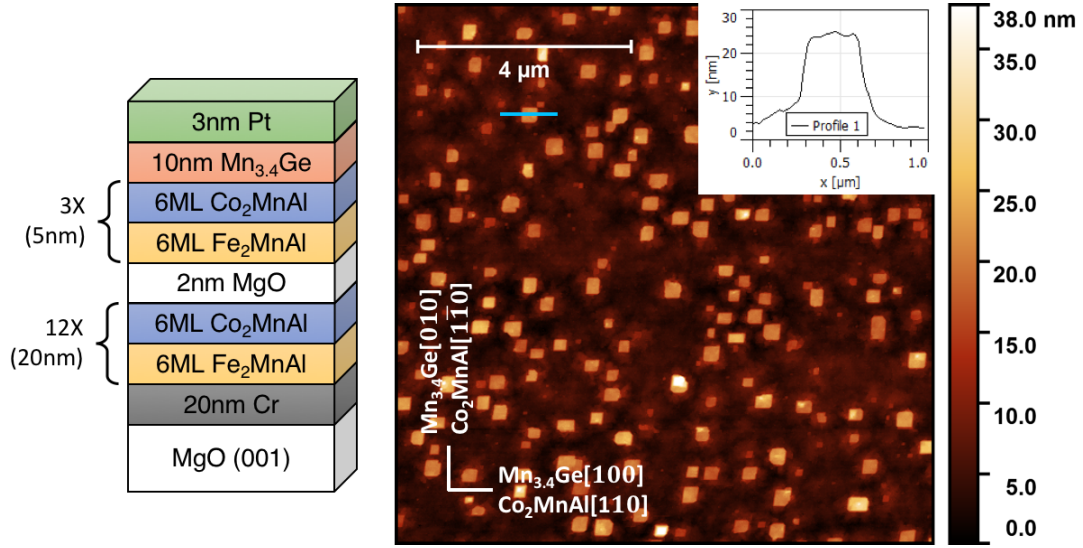 3nm Pt
10nm Mn₃.₄Ge
3X
(5nm)
6ML Co₂MnAl
6ML Fe₂MnAl
2nm MgO
12X
(20nm)
6ML Co₂MnAl
6ML Fe₂MnAl
20nm Cr
MgO (001)
4 µm
Mn₃.₄Ge[010]
Co₂MnAl[11̅0]
Mn₃.₄Ge[100]
Co₂MnAl[110]
30
20
10
0
y [nm]
Profile 1
0.0
0.5
1.0
x [µm]
38.0 nm
35.0
30.0
25.0
20.0
15.0
10.0
5.0
0.0